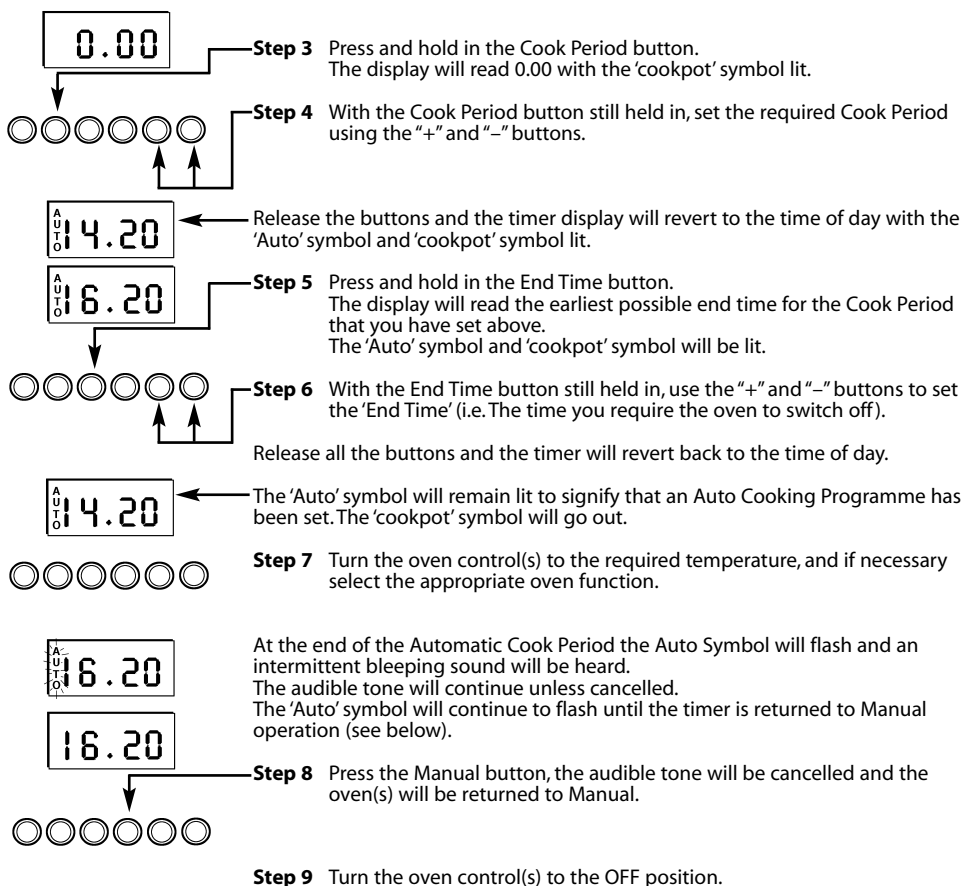 0.00
Step 3 Press and hold in the Cook Period button.
The display will read 0.00 with the ‘cookpot’ symbol lit.
Step 4 With the Cook Period button still held in, set the required Cook Period
using the “+” and “–” buttons.
AUTO 14.20
Release the buttons and the timer display will revert to the time of day with the
‘Auto’ symbol and ‘cookpot’ symbol lit.
AUTO 16.20
Step 5 Press and hold in the End Time button.
The display will read the earliest possible end time for the Cook Period
that you have set above.
The ‘Auto’ symbol and ‘cookpot’ symbol will be lit.
Step 6 With the End Time button still held in, use the “+” and “–” buttons to set
the ‘End Time’ (i.e. The time you require the oven to switch off).
Release all the buttons and the timer will revert back to the time of day.
AUTO 14.20
The ‘Auto’ symbol will remain lit to signify that an Auto Cooking Programme has
been set. The ‘cookpot’ symbol will go out.
Step 7 Turn the oven control(s) to the required temperature, and if necessary
select the appropriate oven function.
AUTO 16.20
At the end of the Automatic Cook Period the Auto Symbol will flash and an
intermittent bleeping sound will be heard.
The audible tone will continue unless cancelled.
The ‘Auto’ symbol will continue to flash until the timer is returned to Manual
operation (see below).
16.20
Step 8 Press the Manual button, the audible tone will be cancelled and the
oven(s) will be returned to Manual.
Step 9 Turn the oven control(s) to the OFF position.